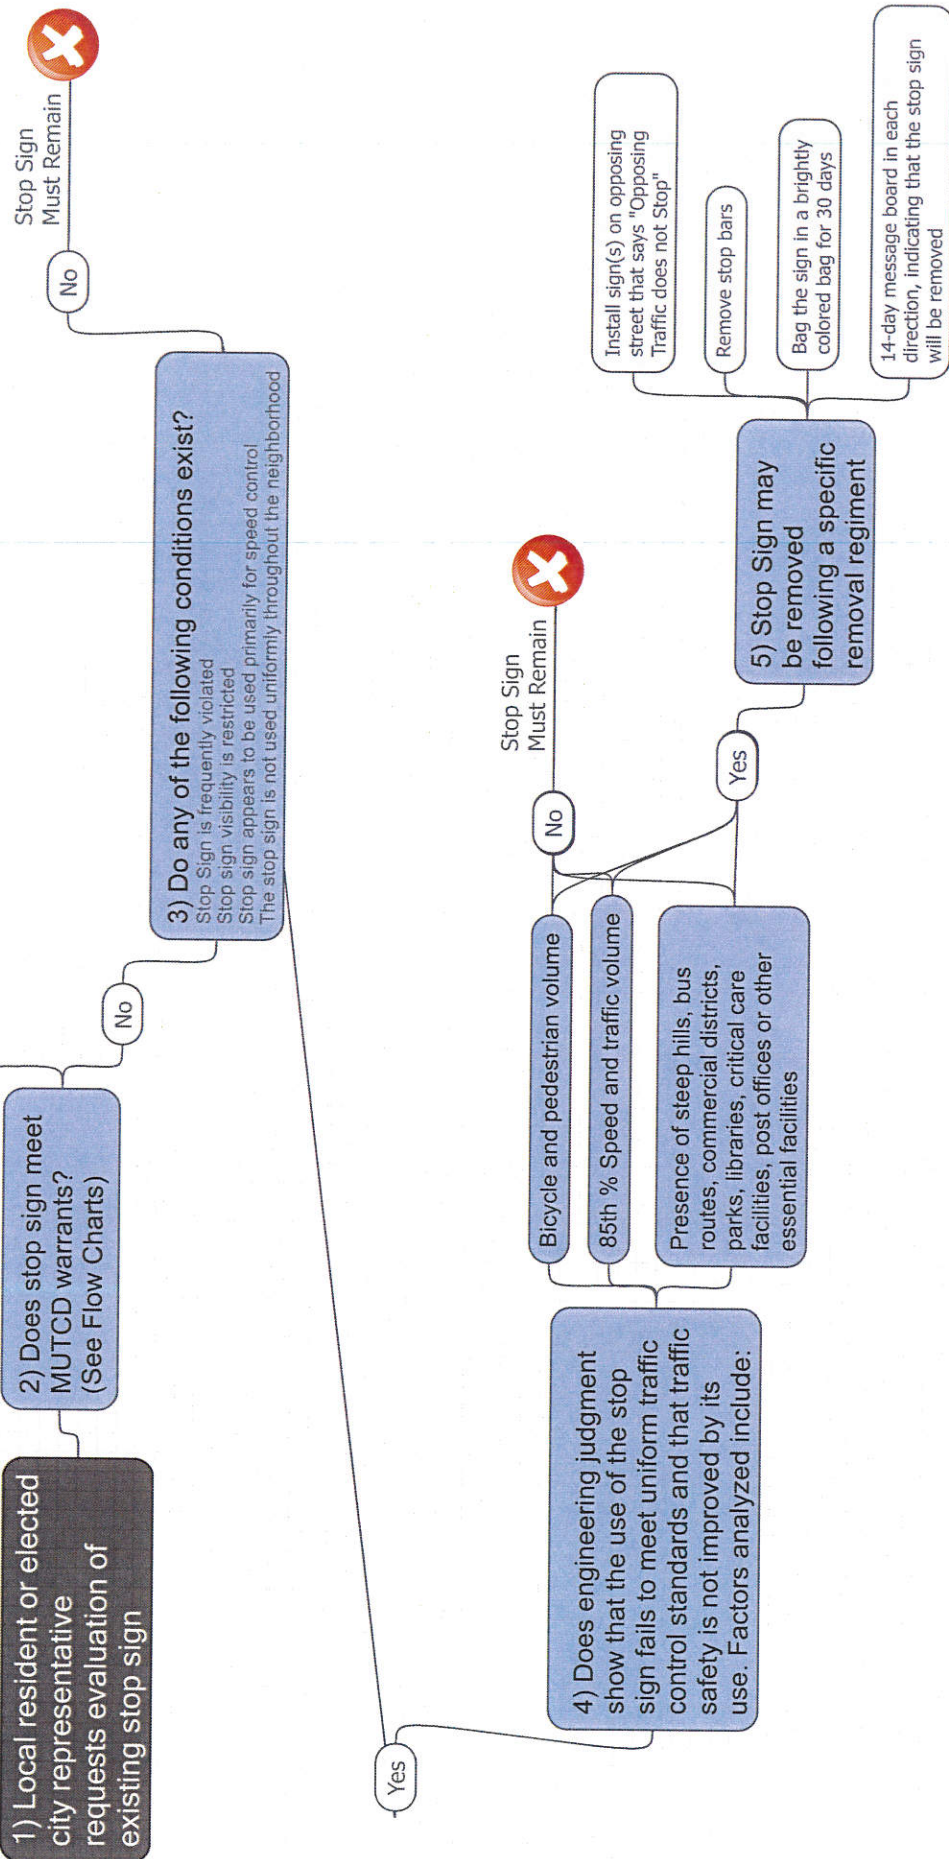 1) Local resident or elected
city representative
requests evaluation of
existing stop sign
2) Does stop sign meet
MUTCD warrants?
(See Flow Charts)
No
3) Do any of the following conditions exist?
Stop Sign is frequently violated
Stop sign visibility is restricted
Stop sign appears to be used primarily for speed control
The stop sign is not used uniformly throughout the neighborhood
No
Stop Sign
Must Remain
Yes
4) Does engineering judgment
show that the use of the stop
sign fails to meet uniform traffic
control standards and that traffic
safety is not improved by its
use. Factors analyzed include:
Bicycle and pedestrian volume
85th % Speed and traffic volume
Presence of steep hills, bus
routes, commercial districts,
parks, libraries, critical care
facilities, post offices or other
essential facilities
No
Stop Sign
Must Remain
Yes
5) Stop Sign may
be removed
following a specific
removal regiment
Install sign(s) on opposing
street that says "Opposing
Traffic does not Stop"
Remove stop bars
Bag the sign in a brightly
colored bag for 30 days
14-day message board in each
direction, indicating that the stop sign
will be removed